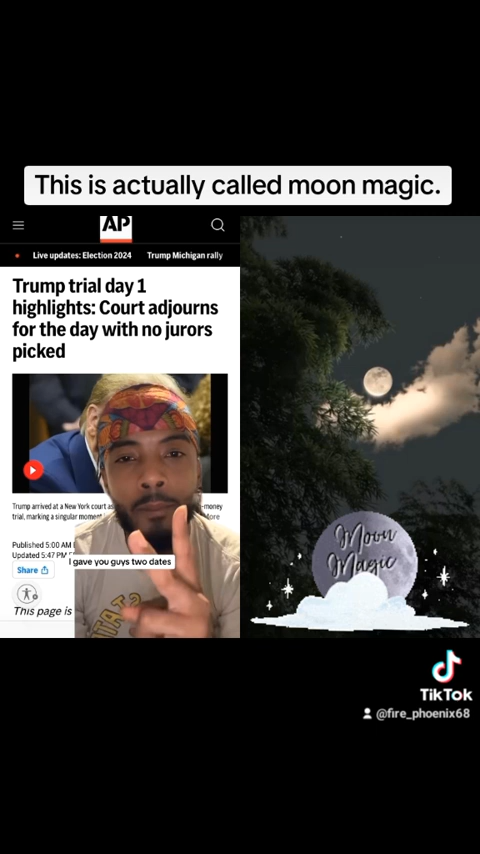 This is actually called moon magic.
AP
Live updates: Election 2024 Trump Michigan rally
Trump trial day 1
highlights: Court adjourns
for the day with no jurors
picked
Trump arrived at a New York court as -money
trial, marking a singular moment More
Published 5:00 AM
Updated 5:47 PM
I gave you guys two dates
Share
This page is
Moon
Magic
TikTok
@fire_phoenix68